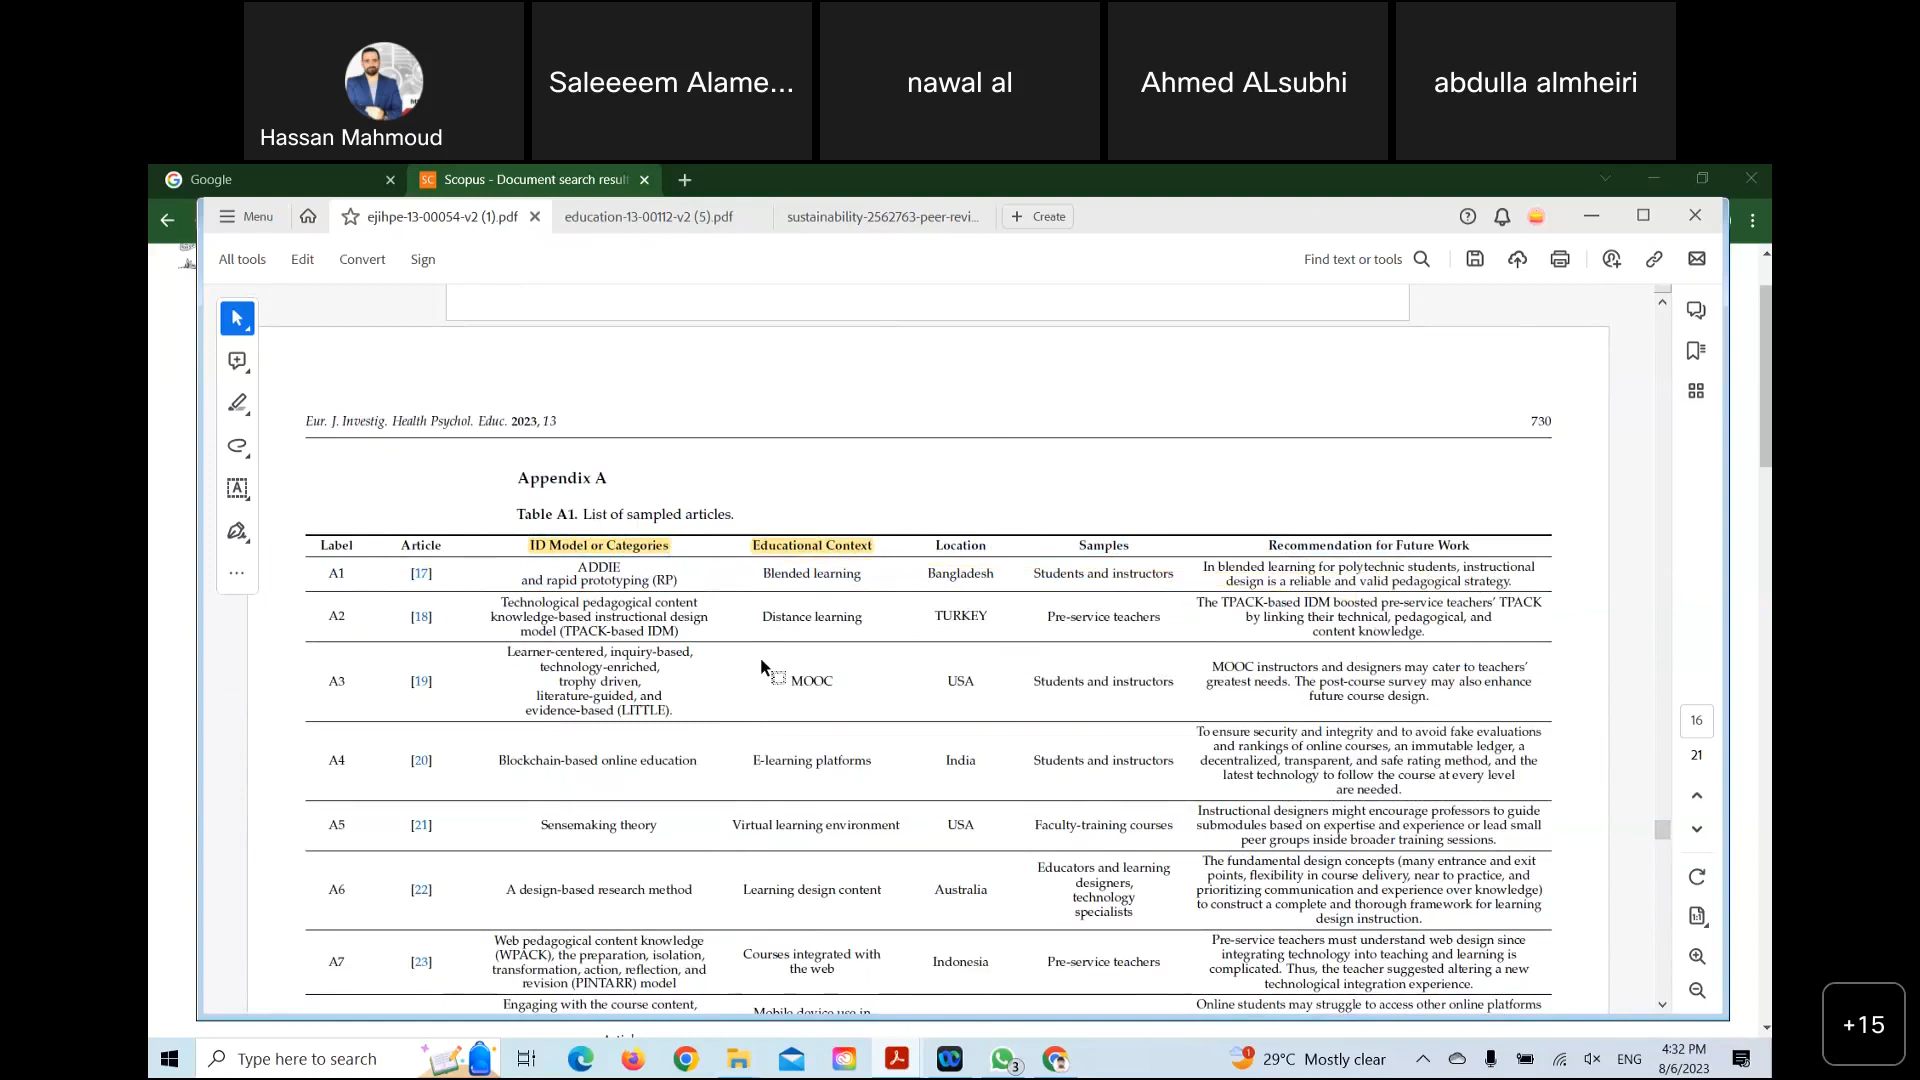 Hassan Mahmoud
Saleeeem Alame...
nawal al
Ahmed ALsubhi
abdulla almheiri
Google
SC Scopus - Document search result
Menu
ejihpe-13-00054-v2 (1).pdf
education-13-00112-v2 (5).pdf
sustainability-2562763-peer-revi...
+ Create
All tools
Edit
Convert
Sign
Find text or tools
Eur. J. Investig. Health Psychol. Educ. 2023, 13
730
Appendix A
Table A1. List of sampled articles.
Label Article ID Model or Categories Educational Context Location Samples Recommendation for Future Work
A1 [17] ADDIE
and rapid prototyping (RP) Blended learning Bangladesh Students and instructors In blended learning for polytechnic students, instructional
design is a reliable and valid pedagogical strategy.
A2 [18] Technological pedagogical content
knowledge-based instructional design
model (TPACK-based IDM) Distance learning TURKEY Pre-service teachers The TPACK-based IDM boosted pre-service teachers' TPACK
by linking their technical, pedagogical, and
content knowledge.
A3 [19] Learner-centered, inquiry-based,
technology-enriched,
trophy driven,
literature-guided, and
evidence-based (LITTLE). MOOC USA Students and instructors MOOC instructors and designers may cater to teachers'
greatest needs. The post-course survey may also enhance
future course design.
A4 [20] Blockchain-based online education E-learning platforms India Students and instructors To ensure security and integrity and to avoid fake evaluations
and rankings of online courses, an immutable ledger, a
decentralized, transparent, and safe rating method, and the
latest technology to follow the course at every level
are needed.
A5 [21] Sensemaking theory Virtual learning environment USA Faculty-training courses Instructional designers might encourage professors to guide
submodules based on expertise and experience or lead small
peer groups inside broader training sessions.
A6 [22] A design-based research method Learning design content Australia Educators and learning
designers,
technology
specialists The fundamental design concepts (many entrance and exit
points, flexibility in course delivery, near to practice, and
prioritizing communication and experience over knowledge)
to construct a complete and thorough framework for learning
design instruction.
A7 [23] Web pedagogical content knowledge
(WPACK), the preparation, isolation,
transformation, action, reflection, and
revision (PINTARR) model Courses integrated with
the web Indonesia Pre-service teachers Pre-service teachers must understand web design since
integrating technology into teaching and learning is
complicated. Thus, the teacher suggested altering a new
technological integration experience.
Engaging with the course content,
Mobile device use in
Online students may struggle to access other online platforms
16
21
+15
Type here to search
3
1
29°C Mostly clear
ENG
4:32 PM
8/6/2023